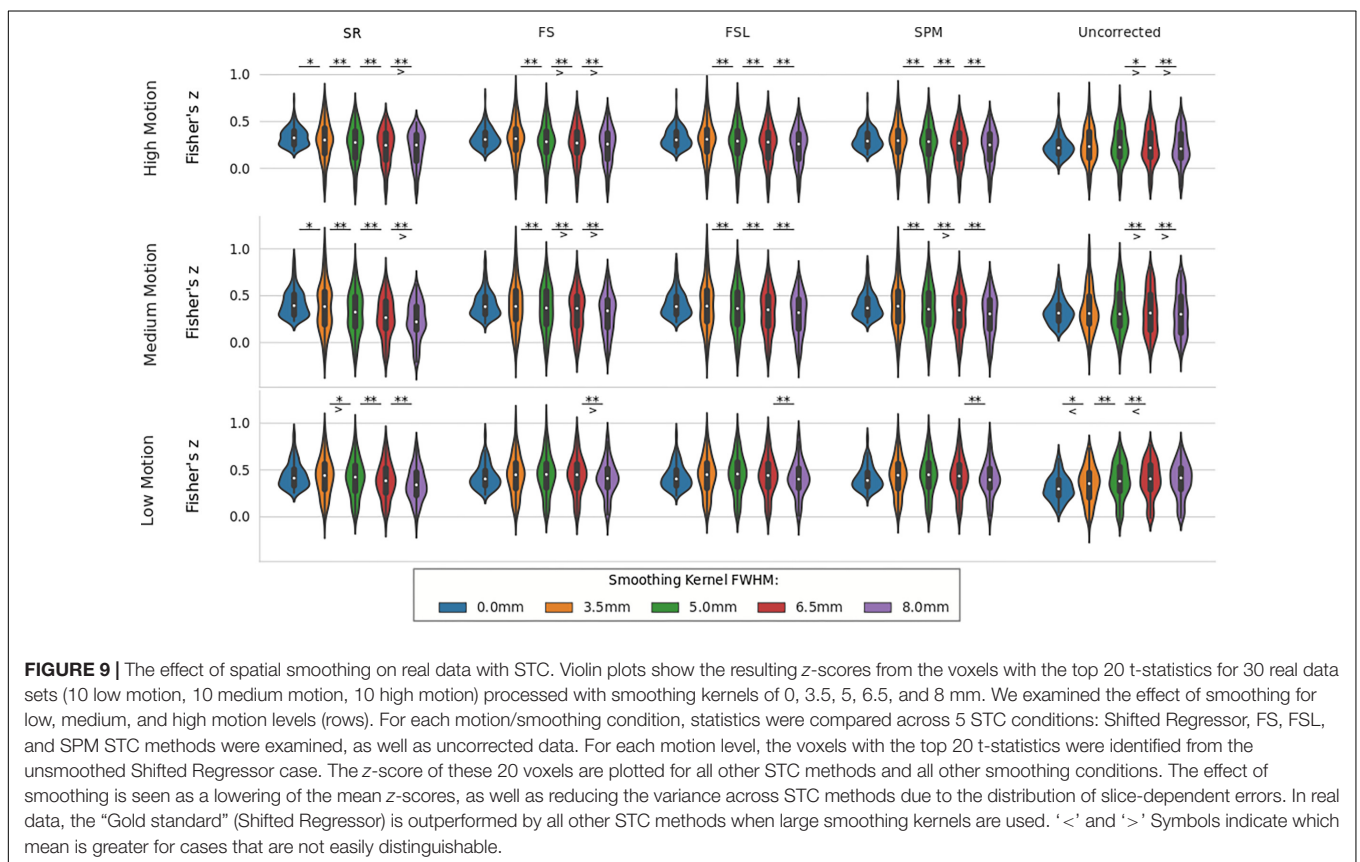 SR FS FSL SPM Uncorrected
* ** ** ** ** ** ** ** ** ** ** ** ** * **
> > > > >
High Motion
Fisher's z
1.0
0.5
0.0
* ** ** ** ** ** ** ** ** ** ** ** ** ** **
> > > > > >
Medium Motion
Fisher's z
1.0
0.5
0.0
* ** ** ** ** ** * ** **
> > < <
Low Motion
Fisher's z
1.0
0.5
0.0
Smoothing Kernel FWHM:
0.0mm 3.5mm 5.0mm 6.5mm 8.0mm
FIGURE 9 | The effect of spatial smoothing on real data with STC. Violin plots show the resulting z-scores from the voxels with the top 20 t-statistics for 30 real data
sets (10 low motion, 10 medium motion, 10 high motion) processed with smoothing kernels of 0, 3.5, 5, 6.5, and 8 mm. We examined the effect of smoothing for
low, medium, and high motion levels (rows). For each motion/smoothing condition, statistics were compared across 5 STC conditions: Shifted Regressor, FS, FSL,
and SPM STC methods were examined, as well as uncorrected data. For each motion level, the voxels with the top 20 t-statistics were identified from the
unsmoothed Shifted Regressor case. The z-score of these 20 voxels are plotted for all other STC methods and all other smoothing conditions. The effect of
smoothing is seen as a lowering of the mean z-scores, as well as reducing the variance across STC methods due to the distribution of slice-dependent errors. In real
data, the “Gold standard” (Shifted Regressor) is outperformed by all other STC methods when large smoothing kernels are used. ‘<’ and ‘>’ Symbols indicate which
mean is greater for cases that are not easily distinguishable.